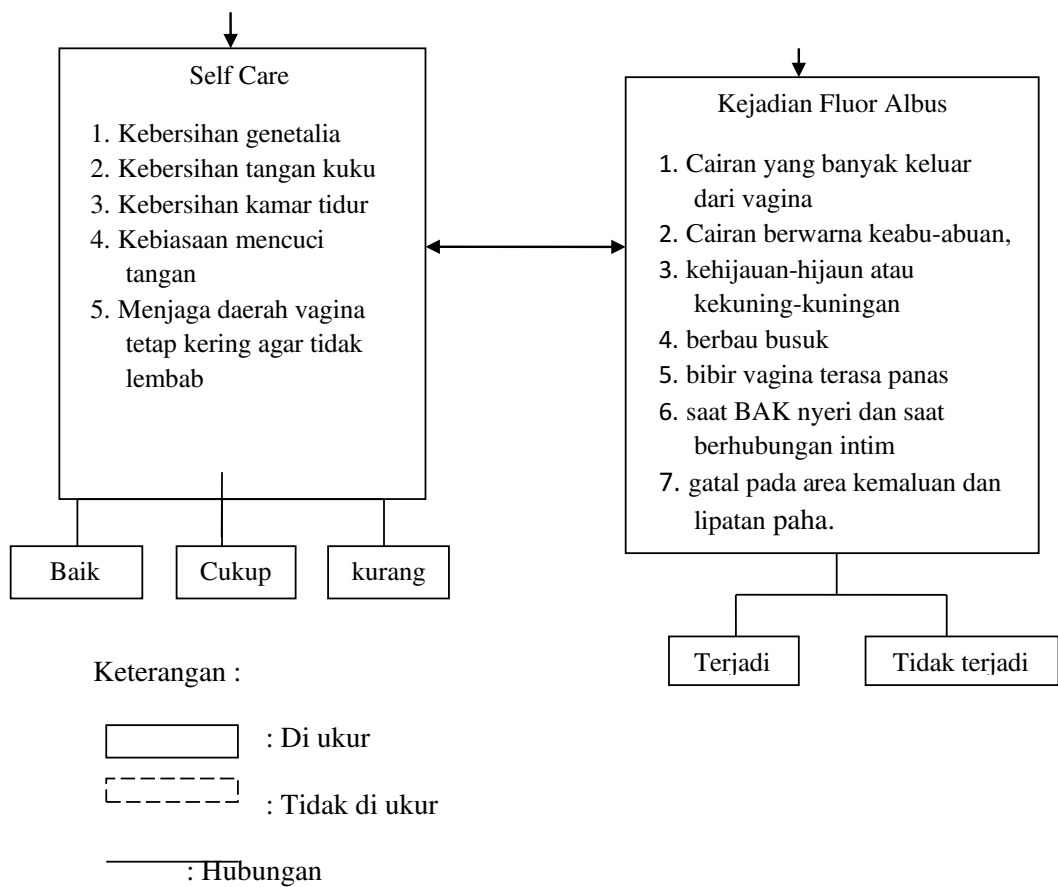 Self Care
1. Kebersihan genetalia
2. Kebersihan tangan kuku
3. Kebersihan kamar tidur
4. Kebiasaan mencuci
tangan
5. Menjaga daerah vagina
tetap kering agar tidak
lembab
Baik
Cukup
kurang
Kejadian Fluor Albus
1. Cairan yang banyak keluar
dari vagina
2. Cairan berwarna keabu-abuan,
3. kehijauan-hijaun atau
kekuning-kuningan
4. berbau busuk
5. bibir vagina terasa panas
6. saat BAK nyeri dan saat
berhubungan intim
7. gatal pada area kemaluan dan
lipatan paha.
Terjadi
Tidak terjadi
Keterangan :
: Di ukur
: Tidak di ukur
: Hubungan